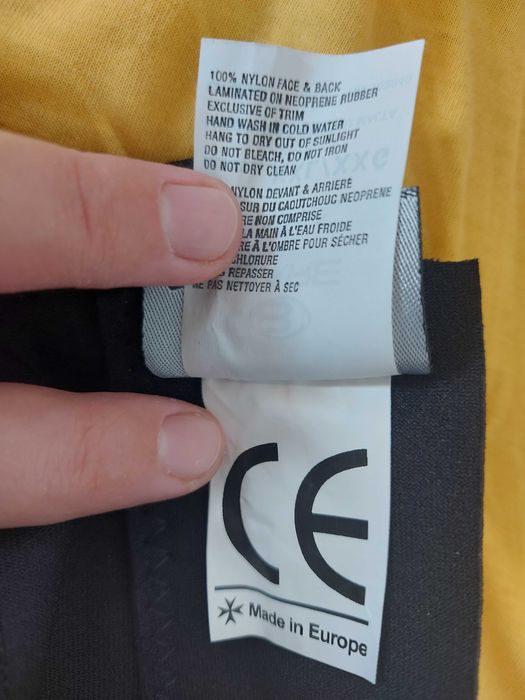 100% NYLON FACE & BACK
LAMINATED ON NEOPRENE RUBBER
EXCLUSIVE OF TRIM
HAND WASH IN COLD WATER
HANG TO DRY OUT OF SUNLIGHT
DO NOT BLEACH, DO NOT IRON
DO NOT DRY CLEAN
NYLON DEVANT & ARRIERE
SUR DU CAOUTCHOUG NEOPRENE
RE NON COMPRISE
LA MAIN À L'EAU FROIDE
RE À L'OMBRE POUR SÉCHER
CHLORURE
S REPASSER
NE PAS NETTOYER À SEC
CE
Made in Europe